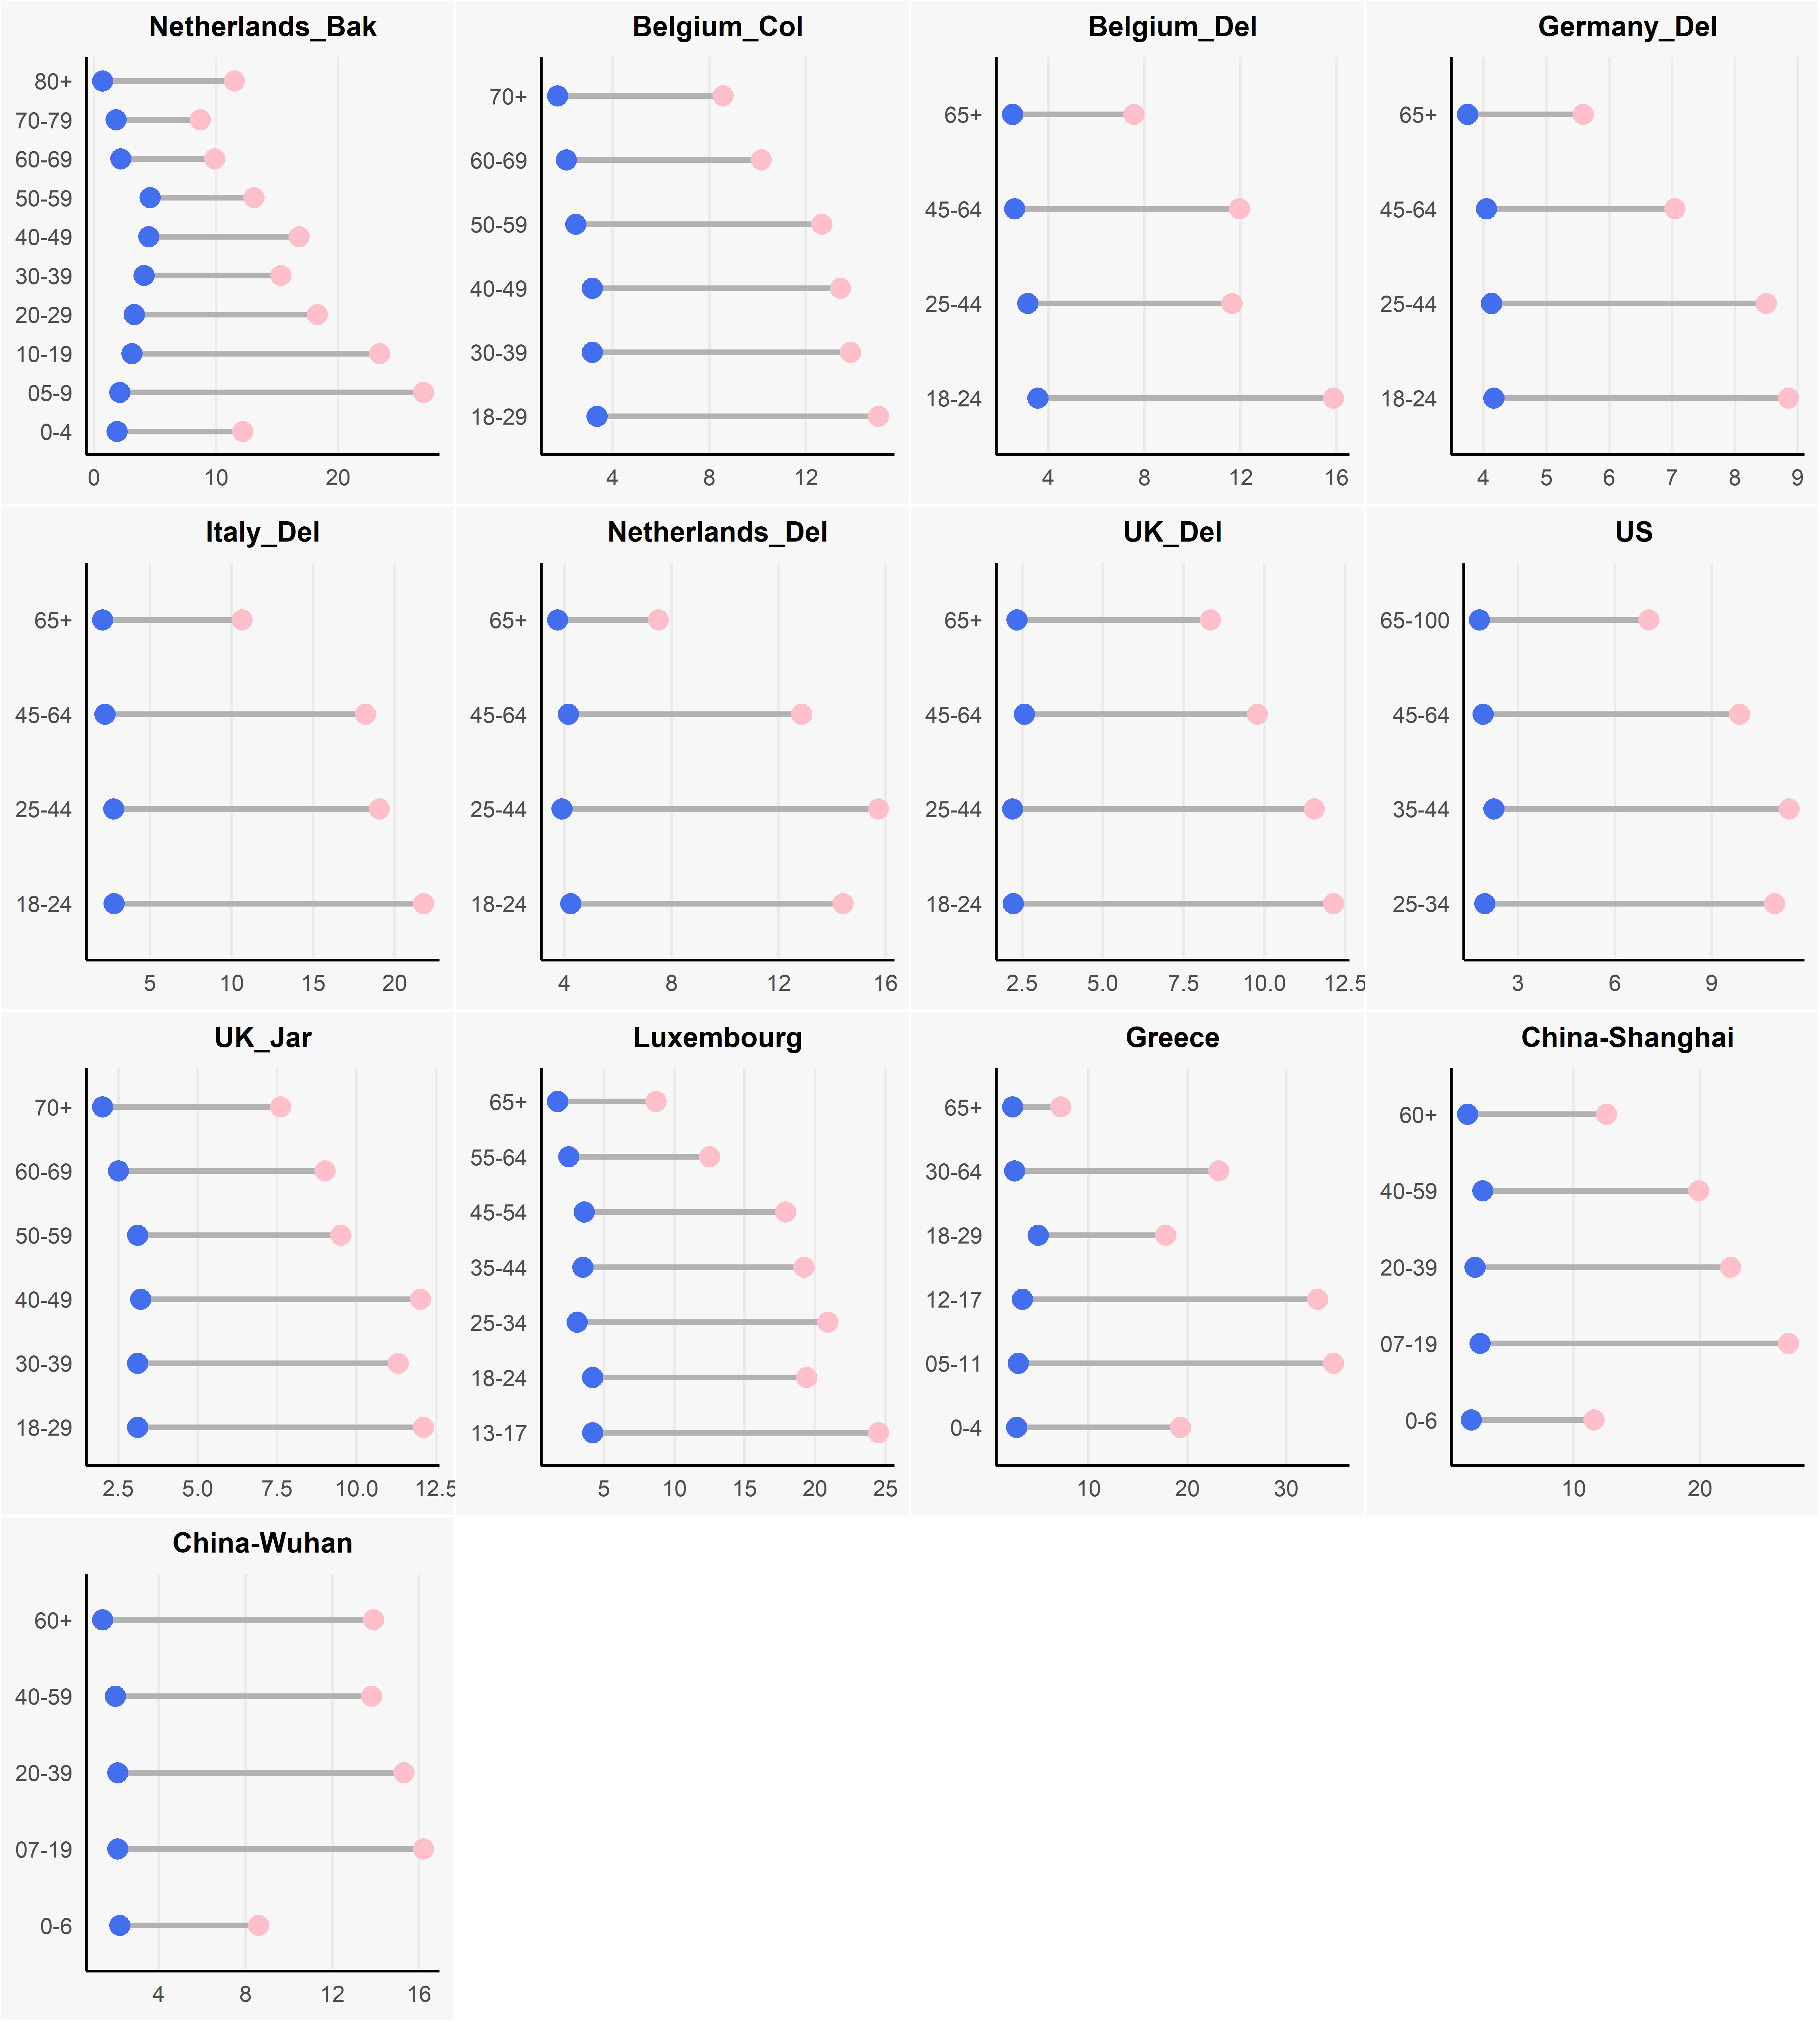 Netherlands_Bak
80+
70-79
60-69
50-59
40-49
30-39
20-29
10-19
05-9
0-4
0 10 20
Belgium_Col
70+
60-69
50-59
40-49
30-39
18-29
4 8 12
Belgium_Del
65+
45-64
25-44
18-24
4 8 12 16
Germany_Del
65+
45-64
25-44
18-24
4 5 6 7 8 9
Italy_Del
65+
45-64
25-44
18-24
5 10 15 20
Netherlands_Del
65+
45-64
25-44
18-24
4 8 12 16
UK_Del
65+
45-64
25-44
18-24
2.5 5.0 7.5 10.0 12.5
US
65-100
45-64
35-44
25-34
3 6 9
UK_Jar
70+
60-69
50-59
40-49
30-39
18-29
2.5 5.0 7.5 10.0 12.5
Luxembourg
65+
55-64
45-54
35-44
25-34
18-24
13-17
5 10 15 20 25
Greece
65+
30-64
18-29
12-17
05-11
0-4
10 20 30
China-Shanghai
60+
40-59
20-39
07-19
0-6
10 20
China-Wuhan
60+
40-59
20-39
07-19
0-6
4 8 12 16